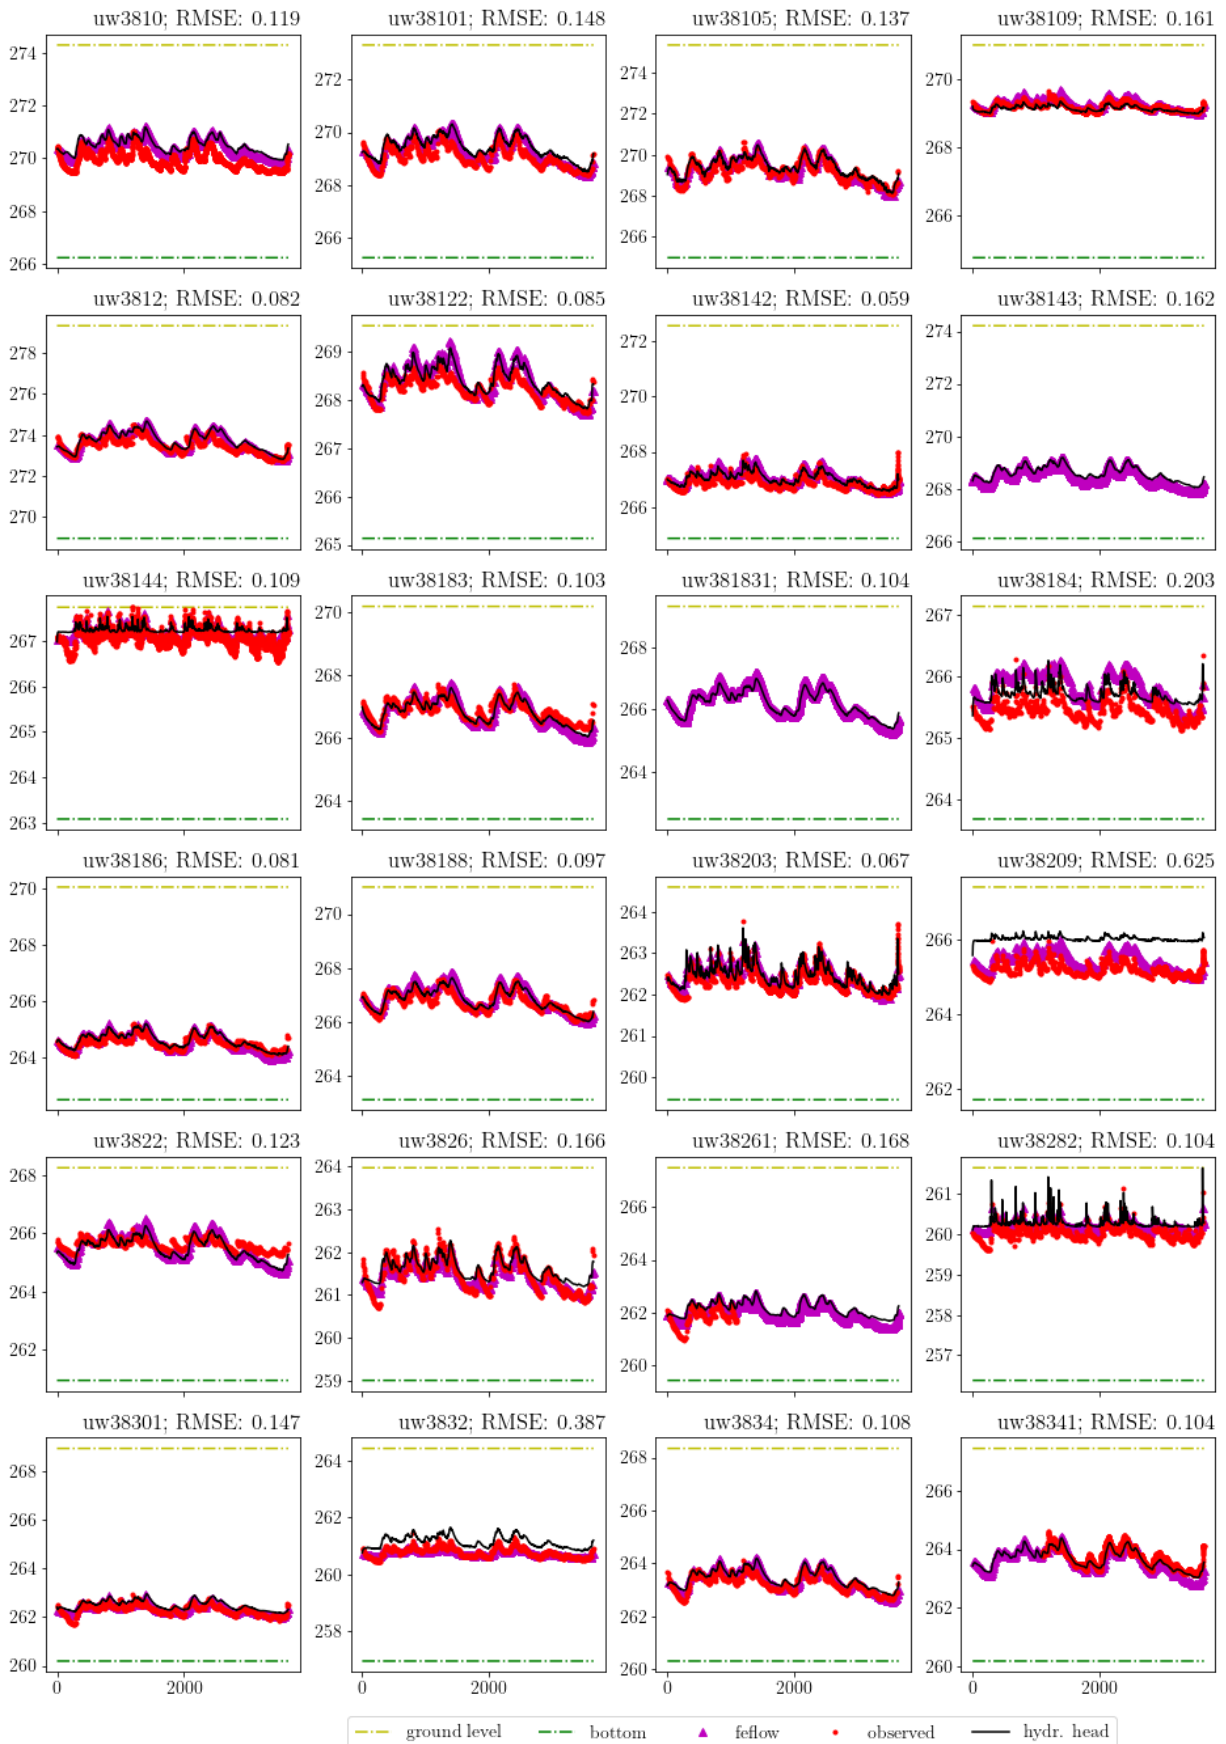 uw3810; RMSE: 0.119 uw38101; RMSE: 0.148 uw38105; RMSE: 0.137 uw38109; RMSE: 0.161
274 272 270 268 266
272 270 268 266
274 272 270 268 266
270 268 266
0 2000 0 2000 0 2000 0 2000
uw3812; RMSE: 0.082 uw38122; RMSE: 0.085 uw38142; RMSE: 0.059 uw38143; RMSE: 0.162
278 276 274 272 270
269 268 267 266 265
272 270 268 266
274 272 270 268 266
uw38144; RMSE: 0.109 uw38183; RMSE: 0.103 uw381831; RMSE: 0.104 uw38184; RMSE: 0.203
267 266 265 264 263
270 268 266 264
268 266 264
267 266 265 264
uw38186; RMSE: 0.081 uw38188; RMSE: 0.097 uw38203; RMSE: 0.067 uw38209; RMSE: 0.625
270 268 266 264
270 268 266 264
264 263 262 261 260
266 264 262
uw3822; RMSE: 0.123 uw3826; RMSE: 0.166 uw38261; RMSE: 0.168 uw38282; RMSE: 0.104
268 266 264 262
264 263 262 261 260 259
266 264 262 260
261 260 259 258 257
uw38301; RMSE: 0.147 uw3832; RMSE: 0.387 uw3834; RMSE: 0.108 uw38341; RMSE: 0.104
268 266 264 262 260
264 262 260 258
268 266 264 262 260
266 264 262 260
0 2000 0 2000 0 2000 0 2000
ground level bottom feflow observed hydr. head